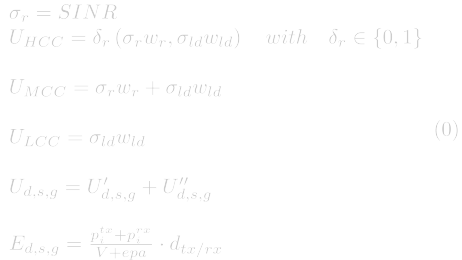 σ_r = SINR
U_{HCC} = δ_r (σ_r w_r, σ_{ld} w_{ld}) with δ_r ∈ {0, 1}
U_{MCC} = σ_r w_r + σ_{ld} w_{ld}
(0)
U_{LCC} = σ_{ld} w_{ld}
U_{d,s,g} = U'_{d,s,g} + U''_{d,s,g}
E_{d,s,g} = \frac{p_i^{tx} + p_i^{rx}}{V + epa} · d_{tx/rx}